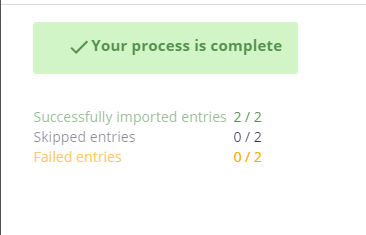 Your process is complete
Successfully imported entries 2 / 2
Skipped entries 0 / 2
Failed entries 0 / 2